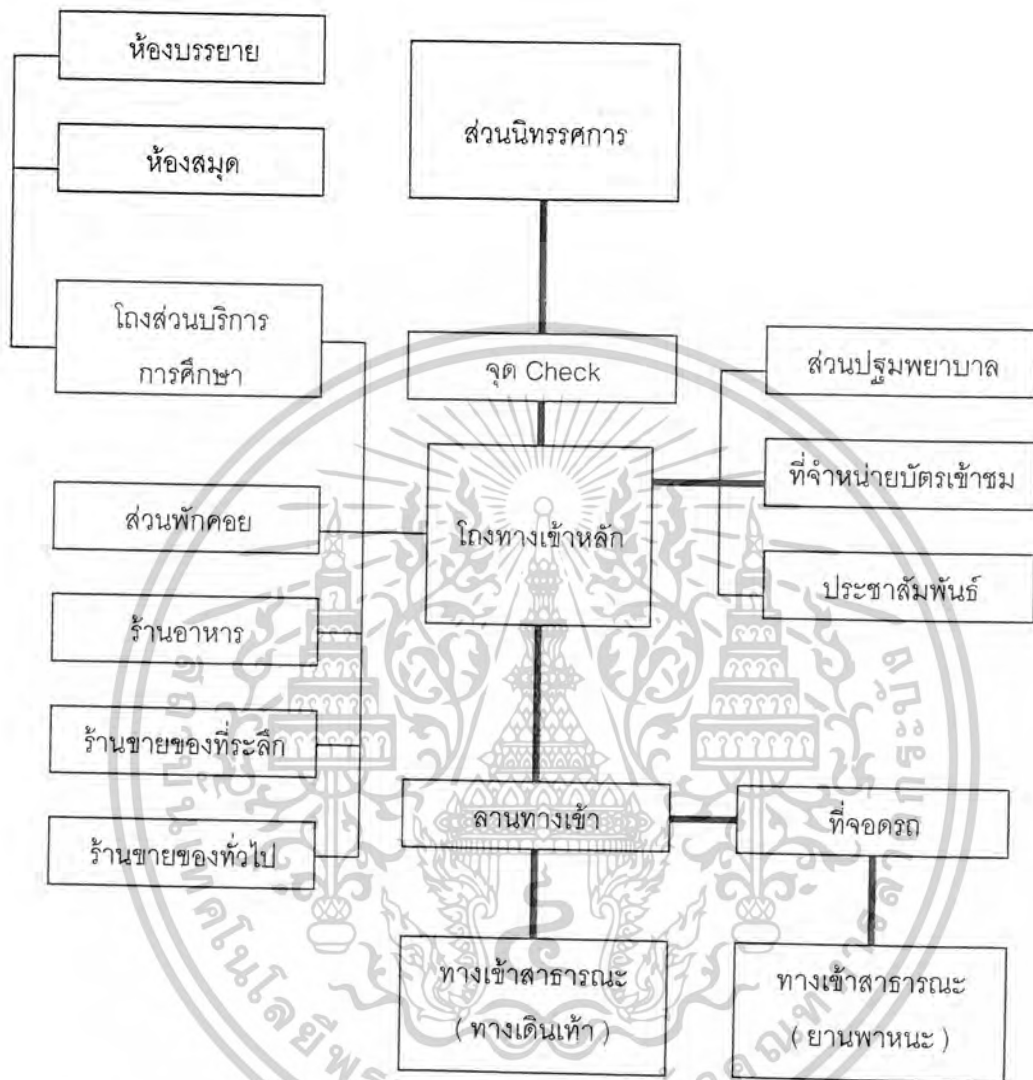 ห้องบรรยาย
ส่วนนิทรรศการ
ห้องสมุด
โถงส่วนบริการ
การศึกษา
จุด Check
ส่วนปฐมพยาบาล
ที่จำหน่ายบัตรเข้าชม
ส่วนพักคอย
โถงทางเข้าหลัก
ประชาสัมพันธ์
ร้านอาหาร
ร้านขายของที่ระลึก
ร้านขายของทั่วไป
ลานทางเข้า
ที่จอดรถ
ทางเข้าสาธารณะ
( ทางเดินเท้า )
ทางเข้าสาธารณะ
( ยานพาหนะ )